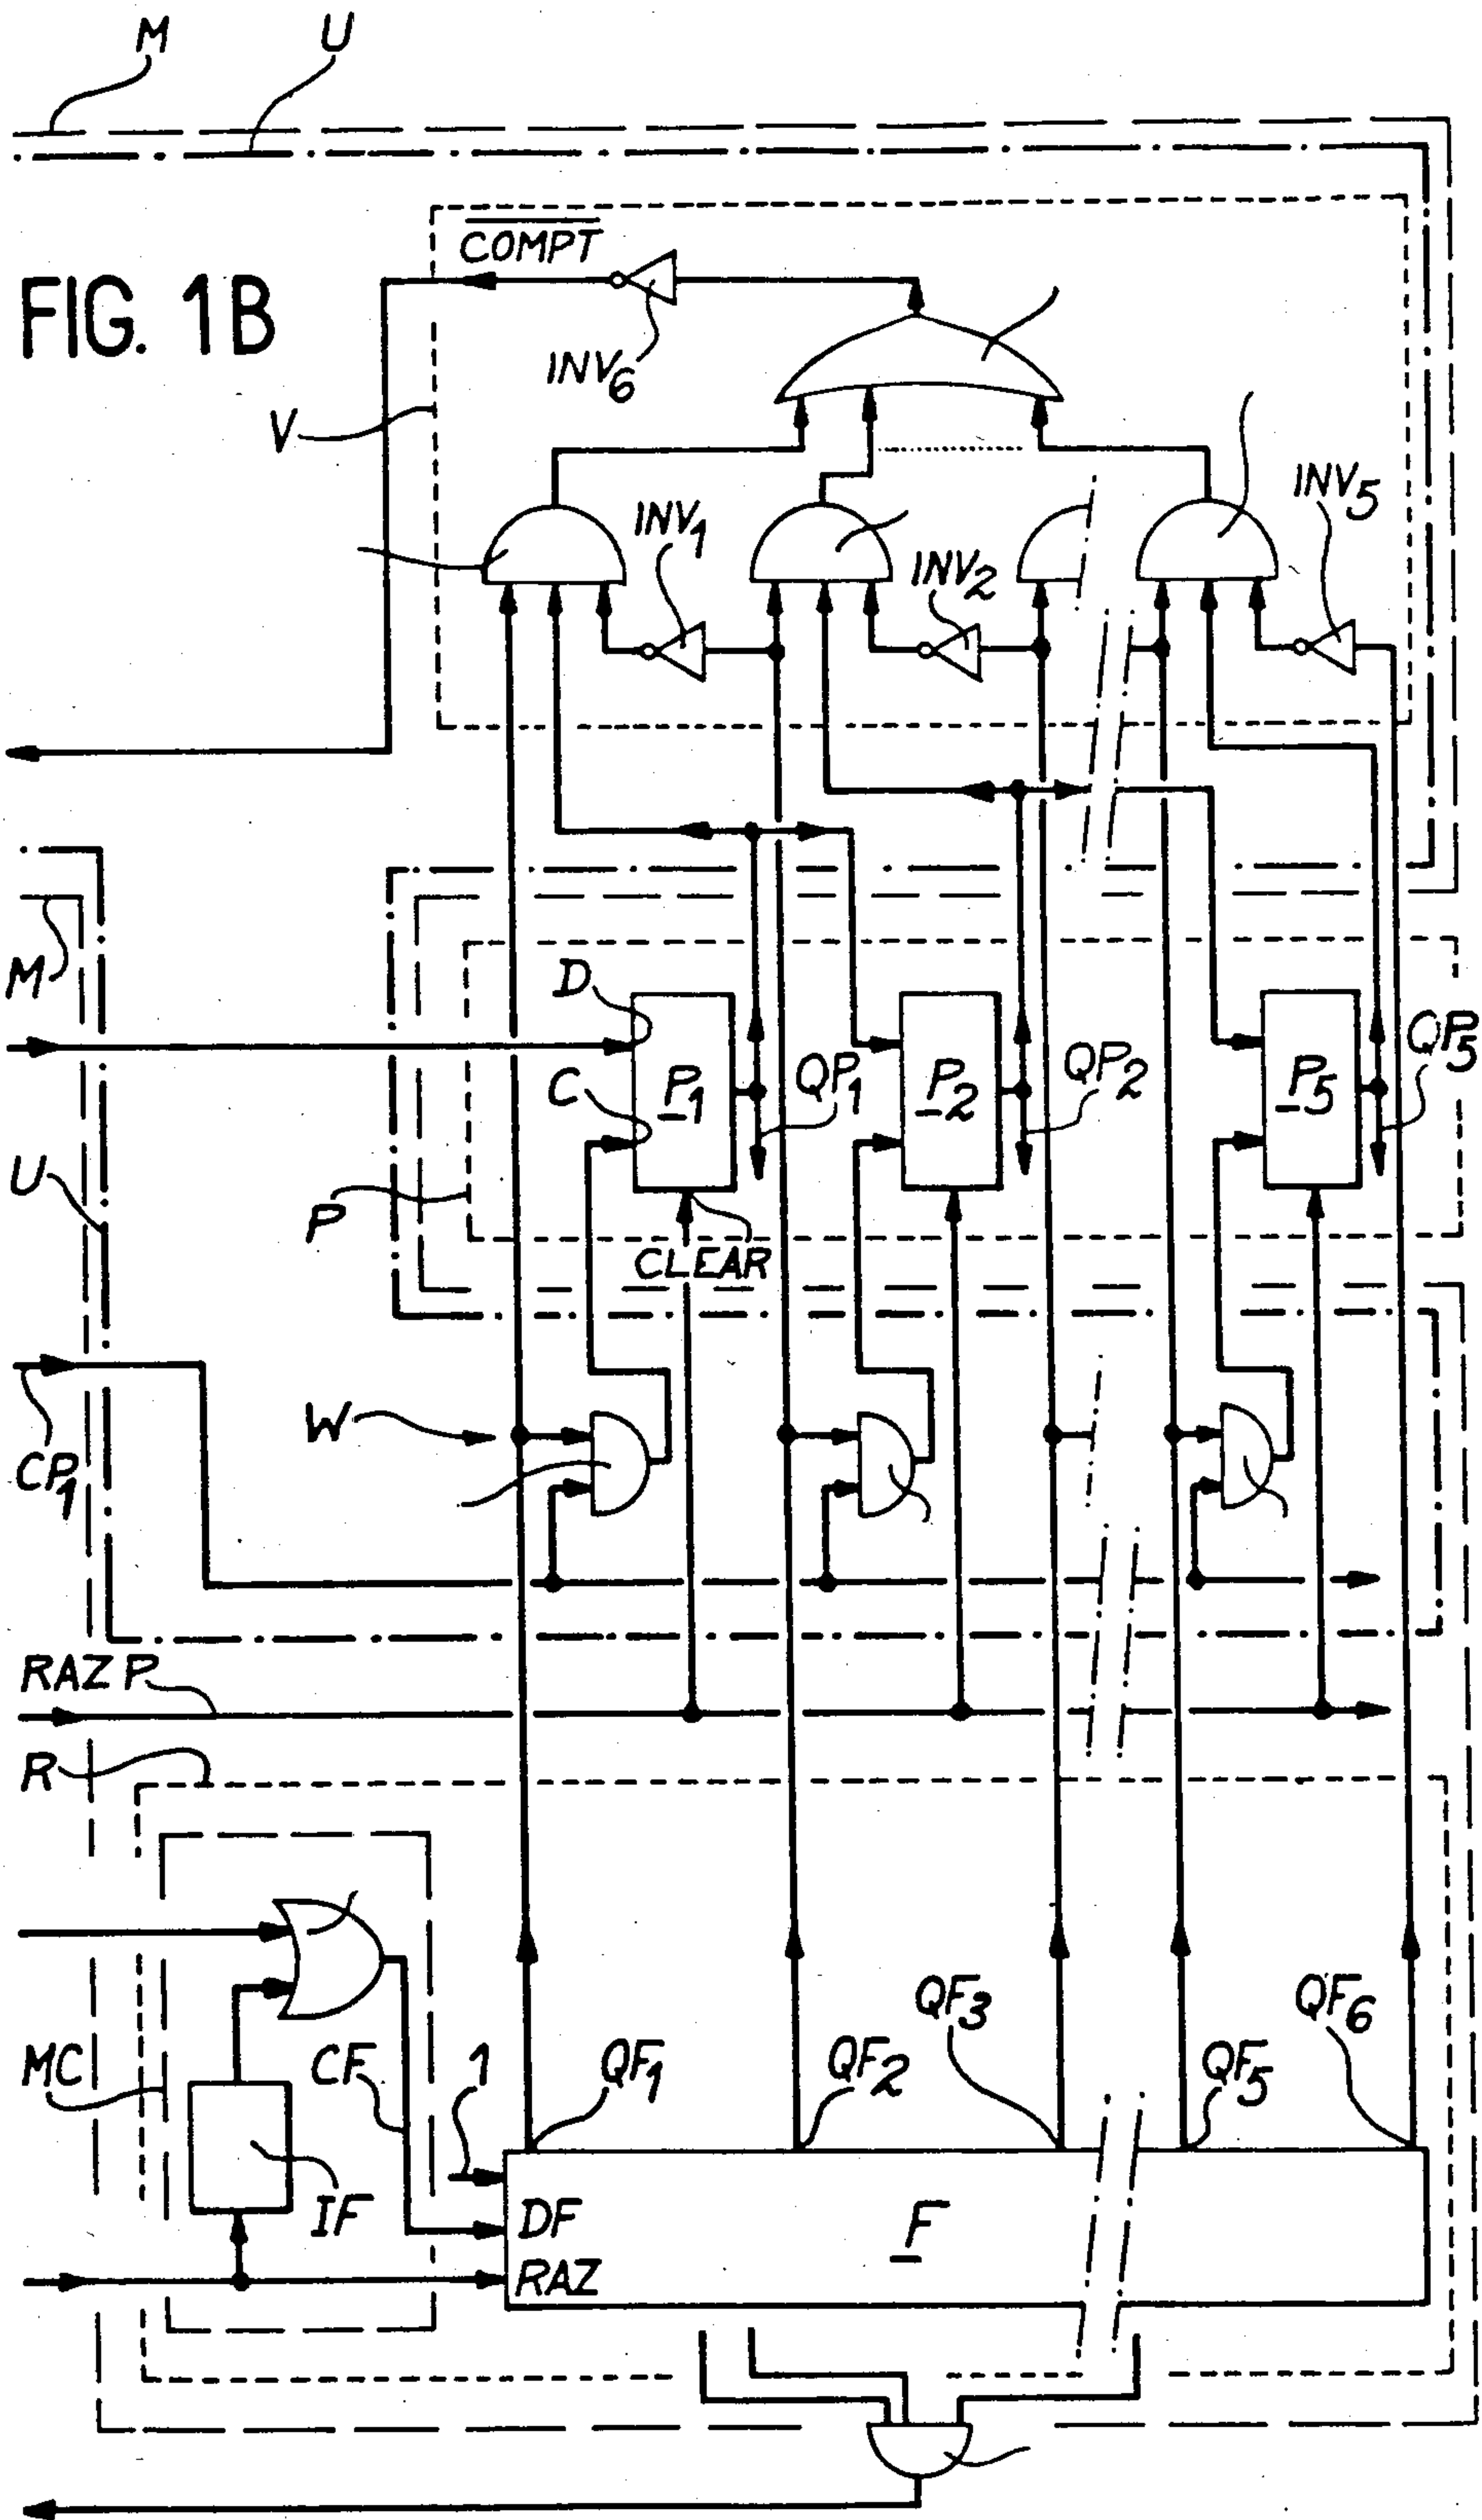 M
U
COMPT
FIG. 1B
INV6
V
INV1
INV2
INV5
M
D
P1
QP1
P2
QP2
P5
QP5
C
U
P
CLEAR
W
CP1
RAZ P
R
MC
CF
1
QF1
QF2
QF3
QF5
QF6
IF
DF
F
RAZ